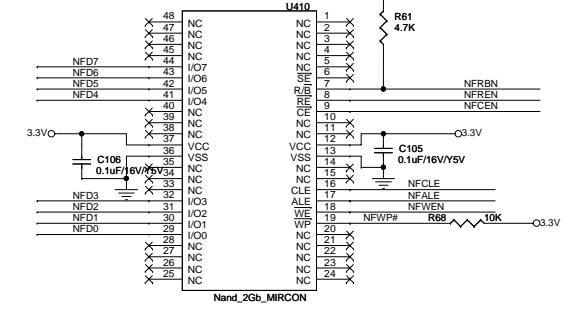 U410
R61
4.7K
48 NC NC 1
47 NC NC 2
46 NC NC 3
45 NC NC 4
NFD7 44 I/O7 NC 5
NFD6 43 I/O6 SE 6
NFD5 42 I/O5 R/B 7 NFRBN
NFD4 41 I/O4 RE 8 NFREN
40 NC CE 9 NFCEN
39 NC NC 10
38 NC NC 11
3.3V 37 VCC VCC 12 3.3V
36 VSS VSS 13
C106 C105
0.1uF/16V/Y5V 0.1uF/16V/Y5V
35 NC NC 14
34 NC NC 15
33 NC CLE 16 NFCLE
NFD3 32 I/O3 ALE 17 NFALE
NFD2 31 I/O2 WE 18 NFWEN
NFD1 30 I/O1 WP 19 NFWP# R68 10K 3.3V
NFD0 29 I/O0 NC 20
28 NC NC 21
27 NC NC 22
26 NC NC 23
25 NC NC 24
Nand_2Gb_MIRCON